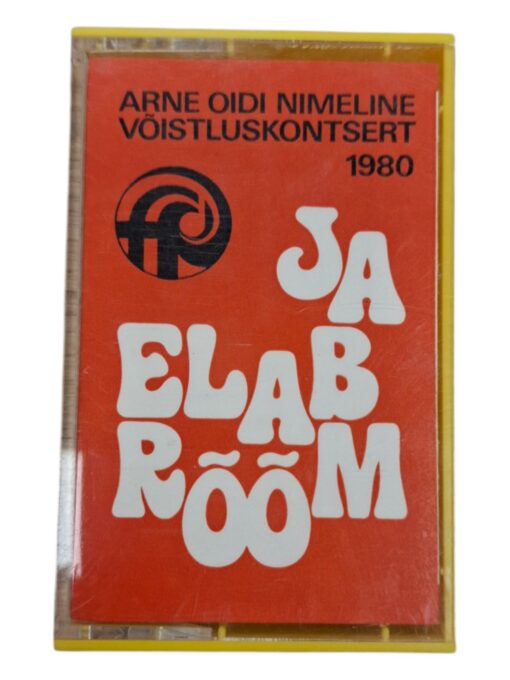 ARNE OIDI NIMELINE
VÕISTLUSKONTSERT
1980
JA
ELAB
RÕÕM